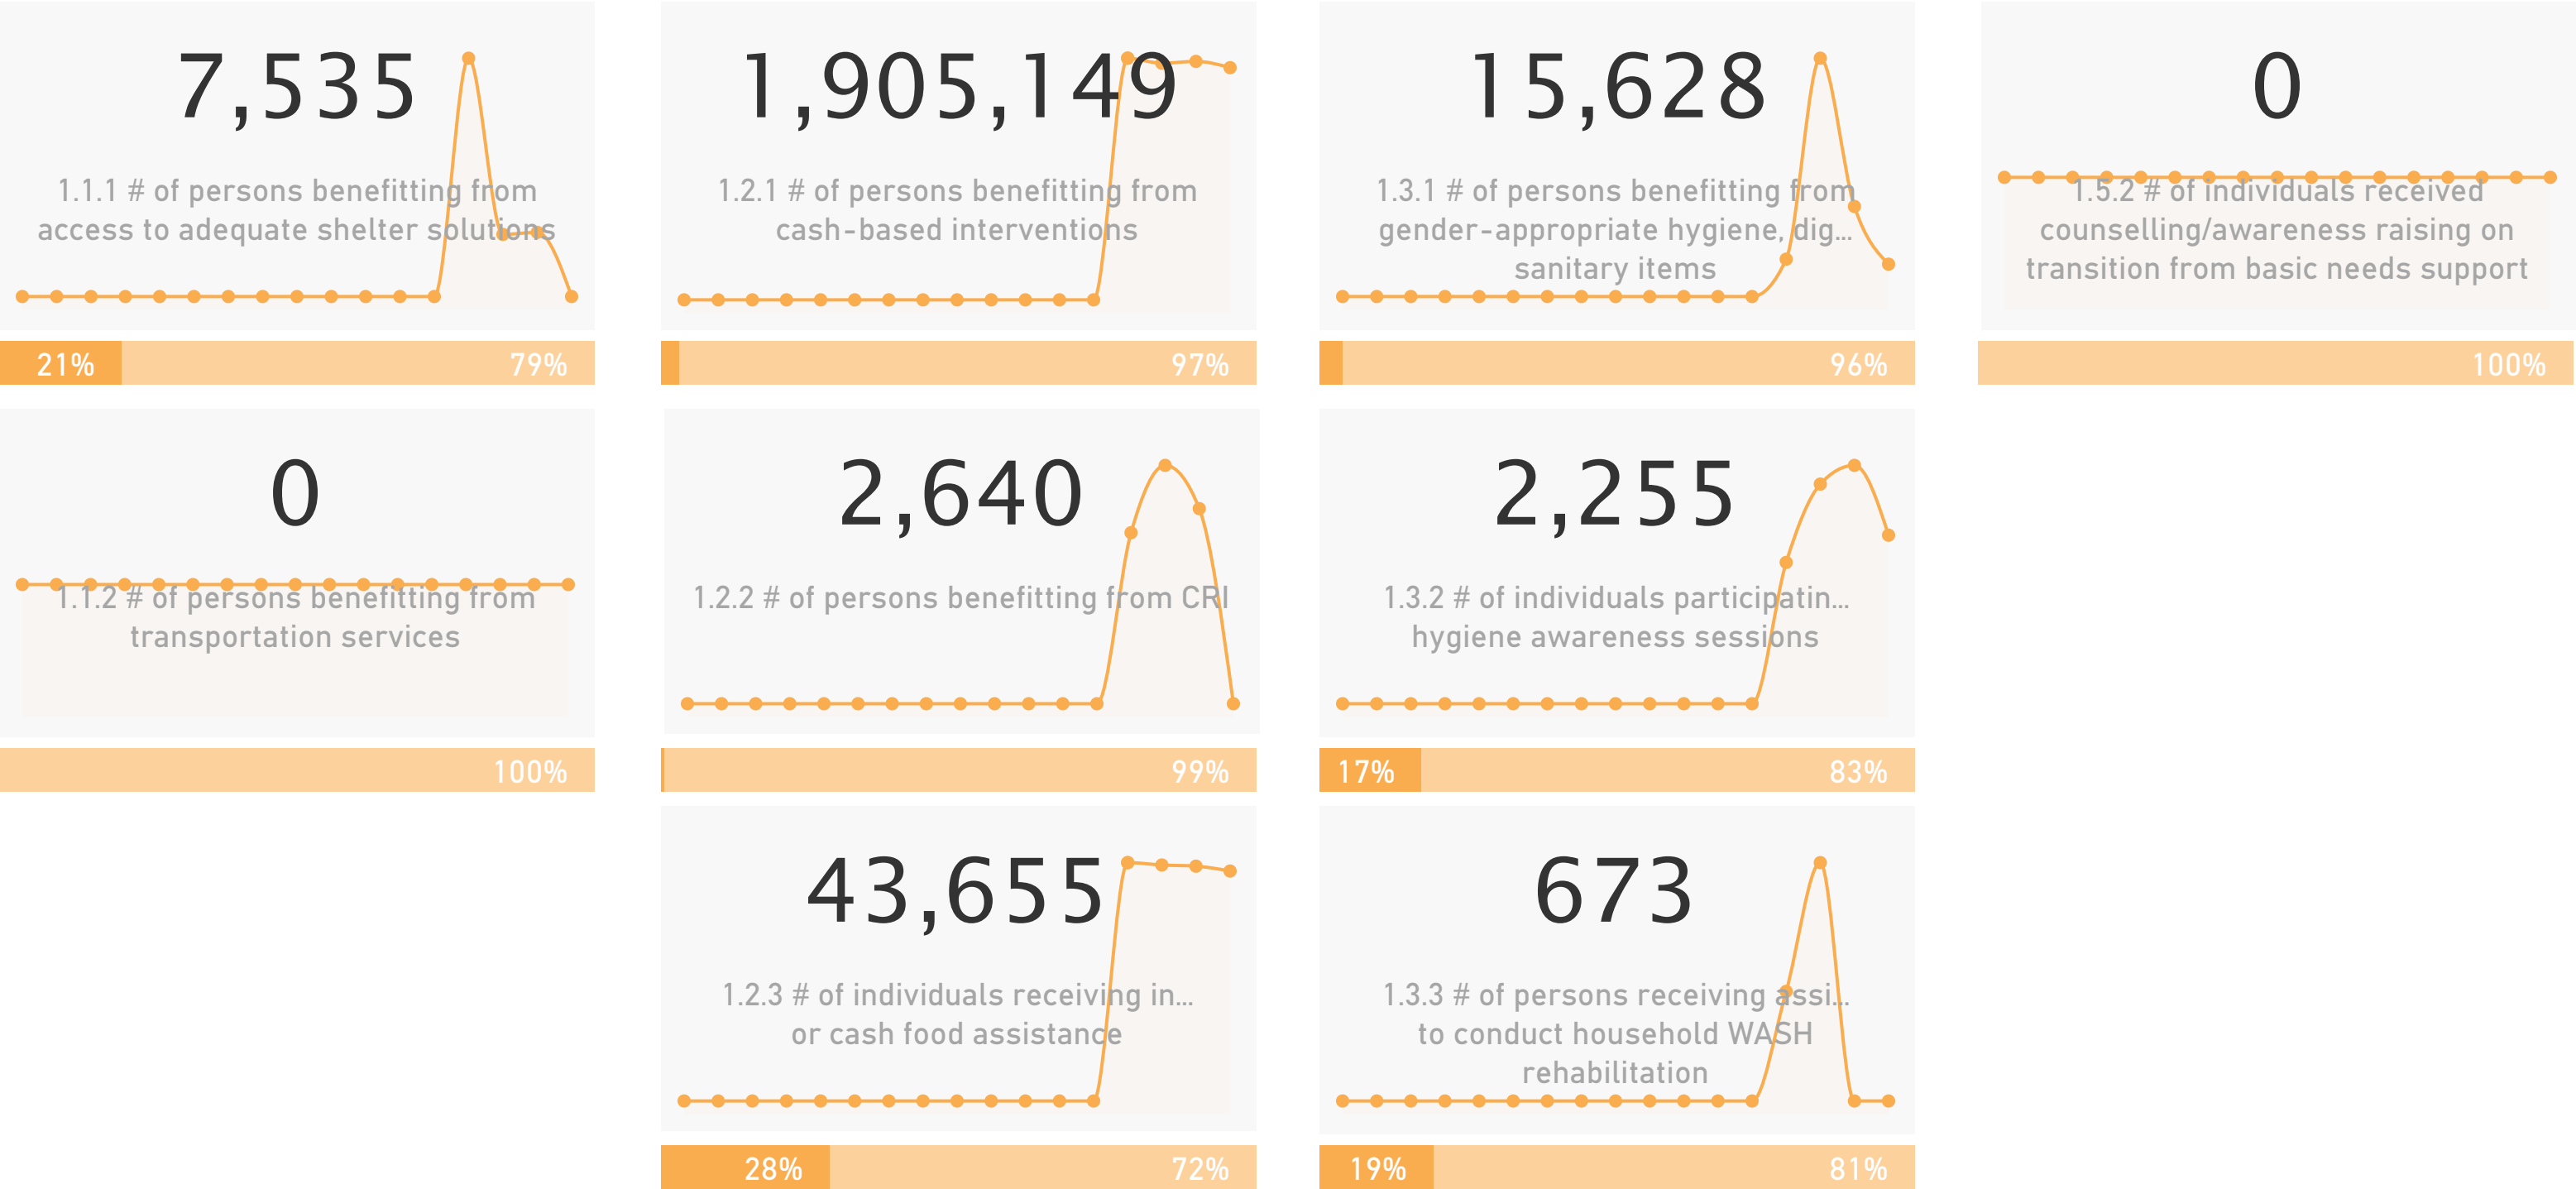 7,535
1.1.1 # of persons benefitting from
access to adequate shelter solutions
21% 79%
1,905,149
1.2.1 # of persons benefitting from
cash-based interventions
97%
15,628
1.3.1 # of persons benefitting from
gender-appropriate hygiene, dig...
sanitary items
96%
0
1.5.2 # of individuals received
counselling/awareness raising on
transition from basic needs support
100%
0
1.1.2 # of persons benefitting from
transportation services
100%
2,640
1.2.2 # of persons benefitting from CRI
99%
2,255
1.3.2 # of individuals participatin...
hygiene awareness sessions
17% 83%
43,655
1.2.3 # of individuals receiving in...
or cash food assistance
28% 72%
673
1.3.3 # of persons receiving assi...
to conduct household WASH
rehabilitation
19% 81%